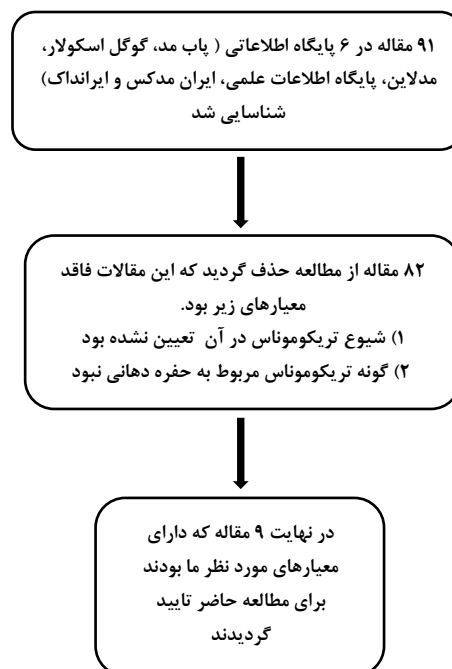 ۹۱ مقاله در ۶ پایگاه اطلاعاتی ( پاب مد، گوگل اسکولار،
مدلاین، پایگاه اطلاعات علمی، ایران مدکس و ایرانداک)
شناسایی شد
۸۲ مقاله از مطالعه حذف گردید که این مقالات فاقد
معیارهای زیر بود.
۱) شیوع تریکوموناس در آن تعیین نشده بود
۲) گونه تریکوموناس مربوط به حفره دهانی نبود
در نهایت ۹ مقاله که دارای
معیارهای مورد نظر ما بودند
برای مطالعه حاضر تایید
گردیدند